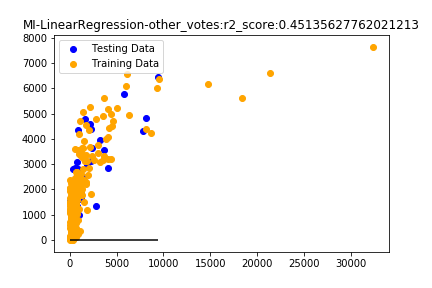 MI-LinearRegression-other_votes:r2_score:0.45135627762021213
8000
7000
6000
5000
4000
3000
2000
1000
0
Testing Data
Training Data
0 5000 10000 15000 20000 25000 30000